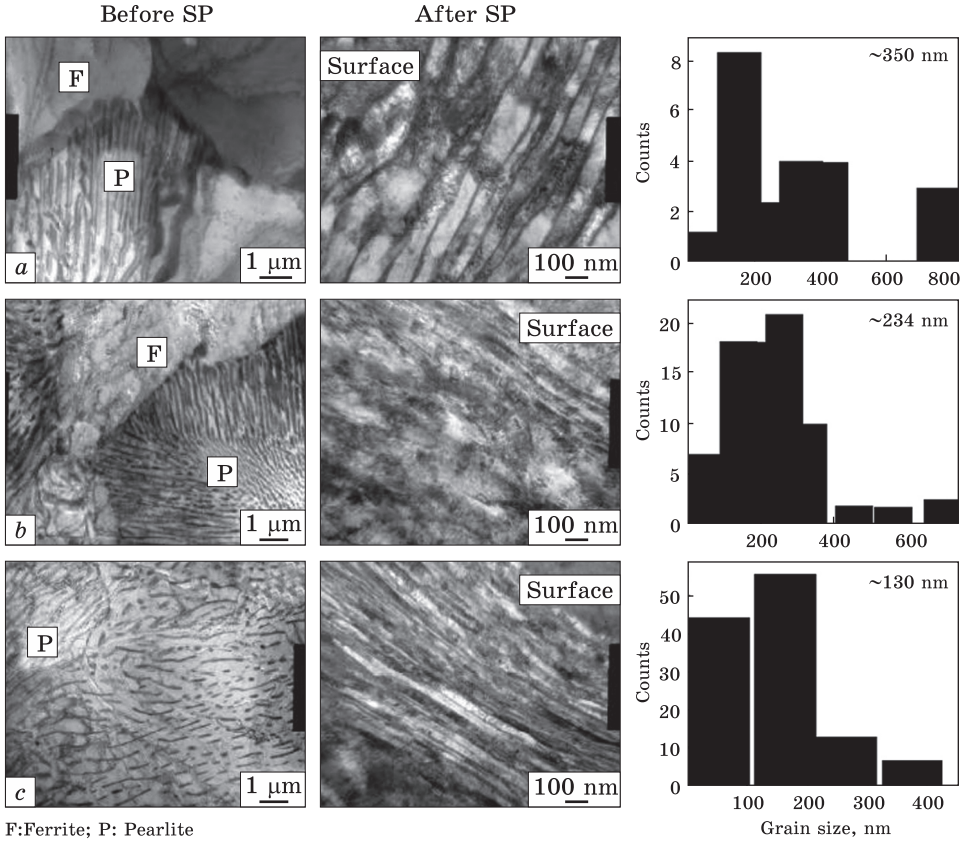 Before SP
After SP
F
P
a
1 μm
Surface
100 nm
~350 nm
Counts
8
6
4
2
0
200 400 600 800
F
P
b
1 μm
Surface
100 nm
~234 nm
Counts
20
15
10
5
0
200 400 600
P
c
1 μm
Surface
100 nm
~130 nm
Counts
50
40
30
20
10
0
100 200 300 400
Grain size, nm
F:Ferrite; P: Pearlite